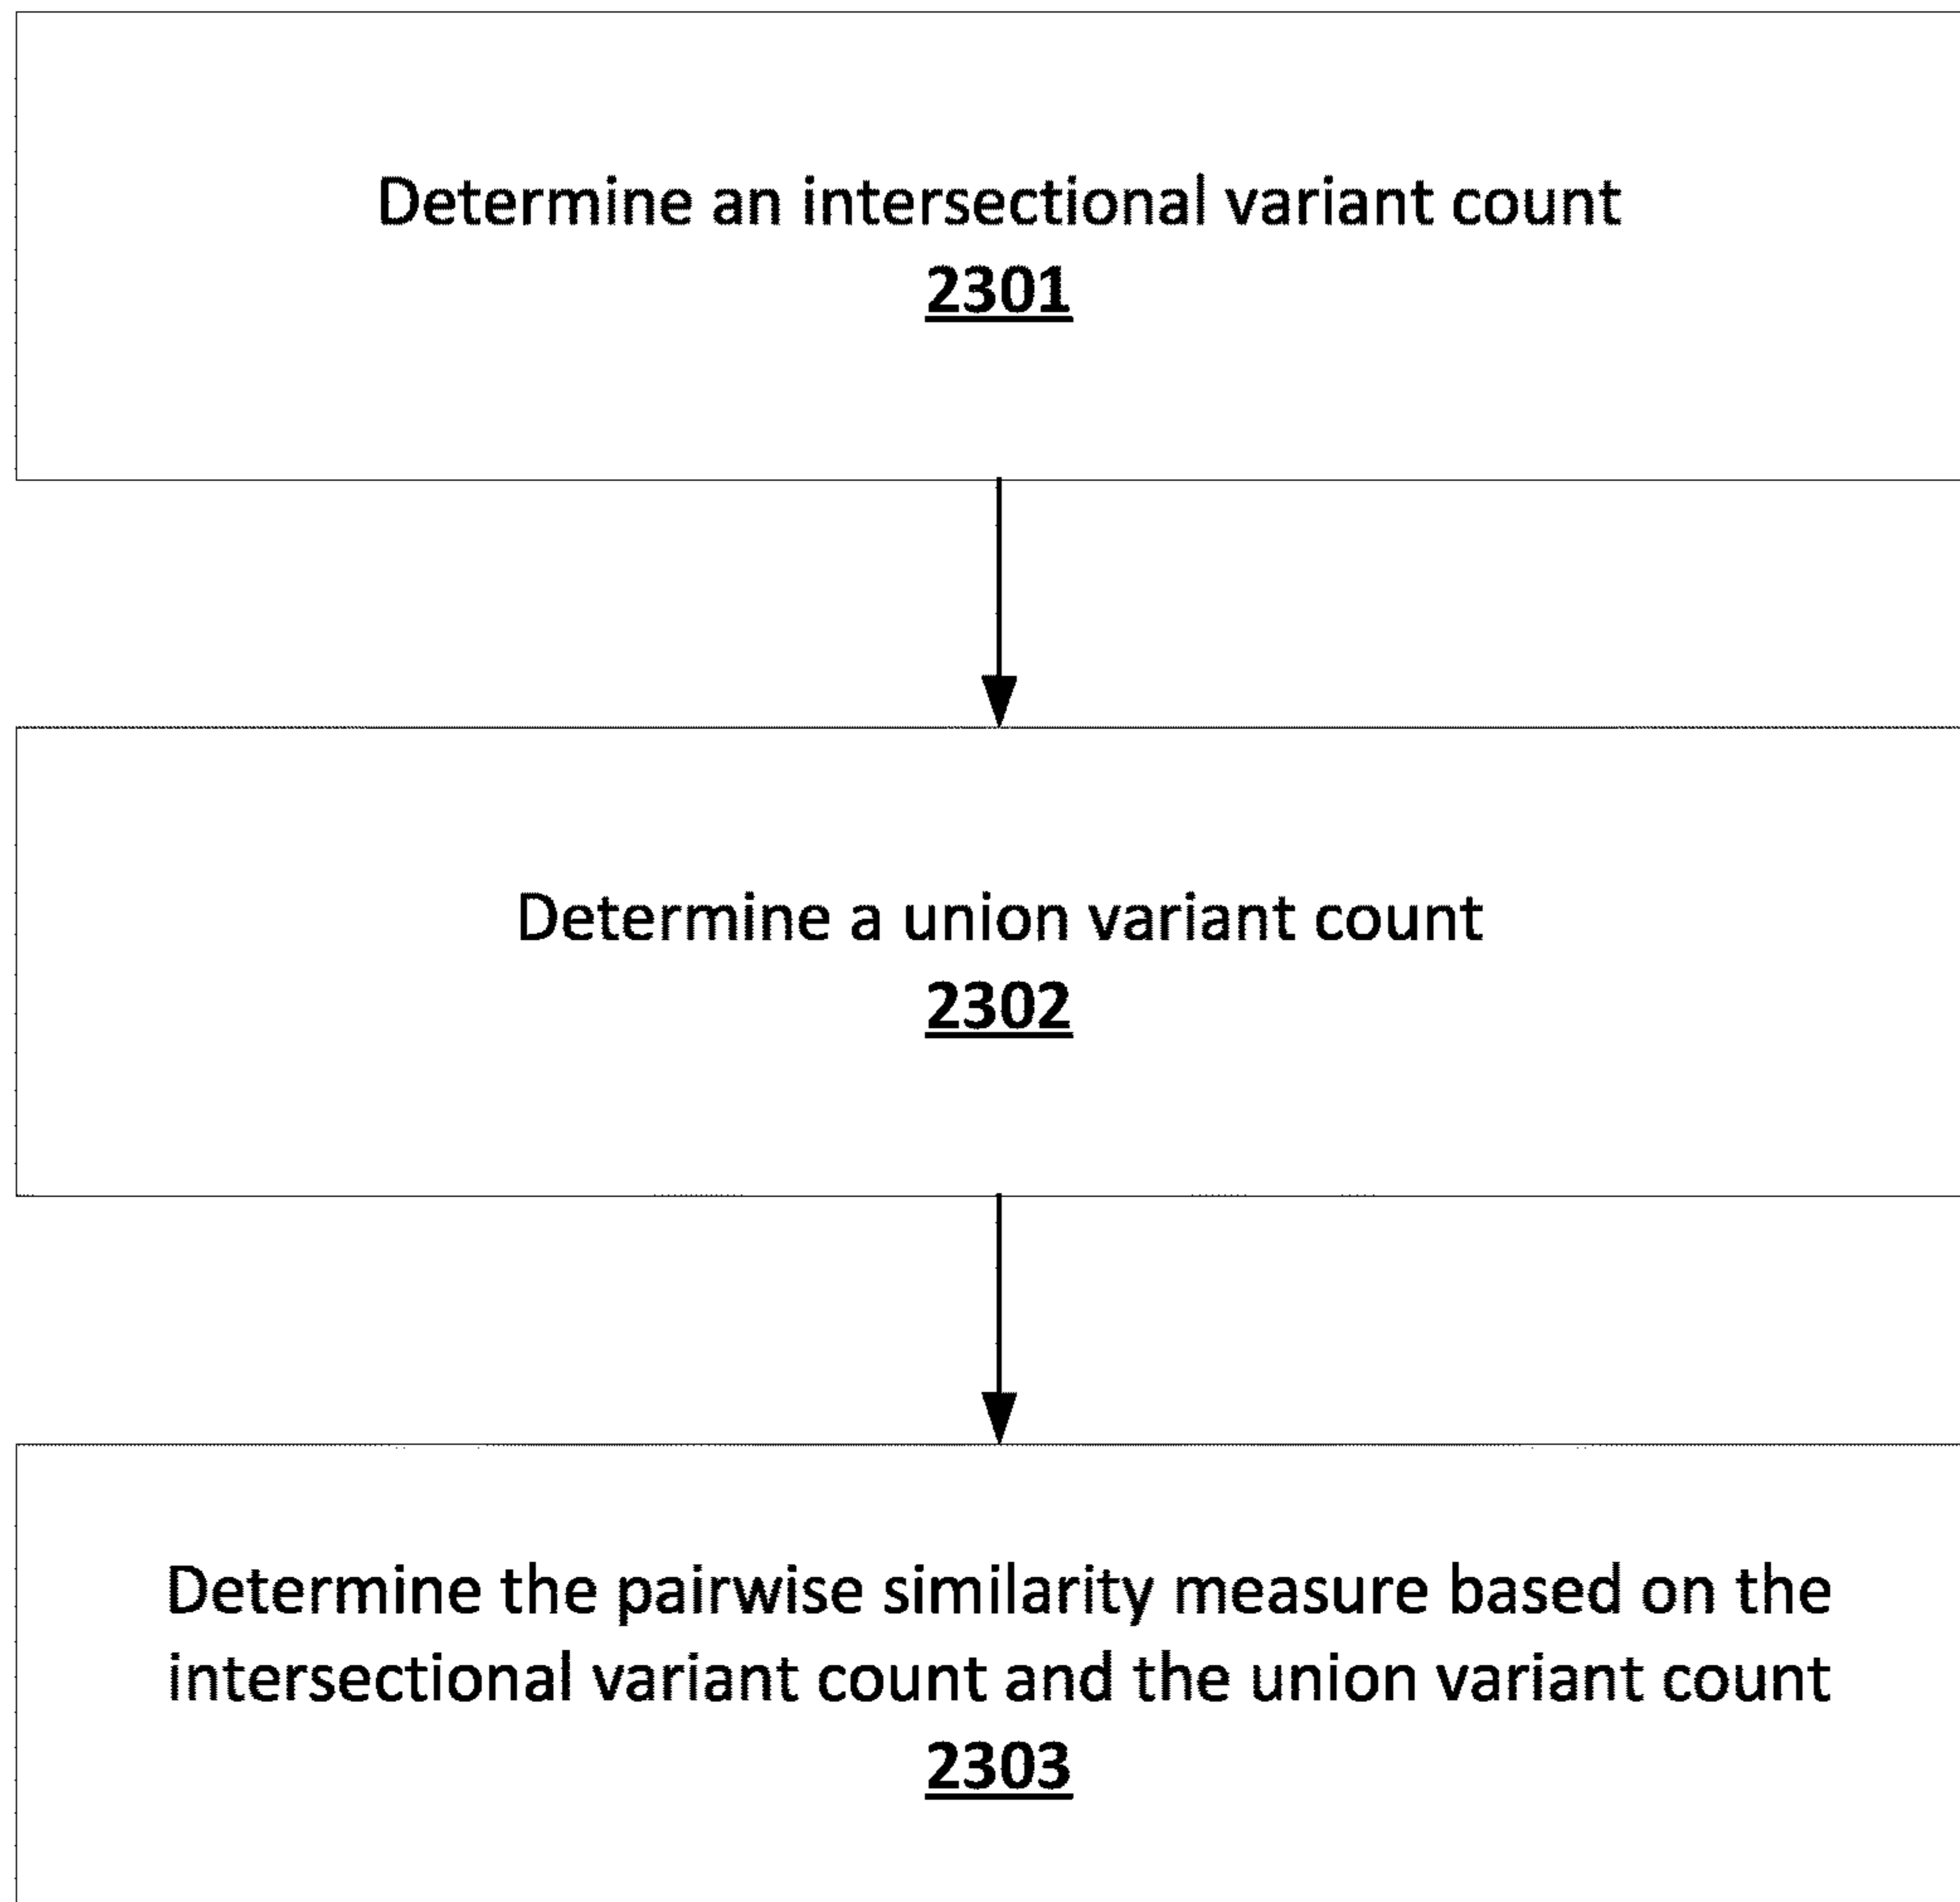 Determine an intersectional variant count
2301
Determine a union variant count
2302
Determine the pairwise similarity measure based on the
intersectional variant count and the union variant count
2303